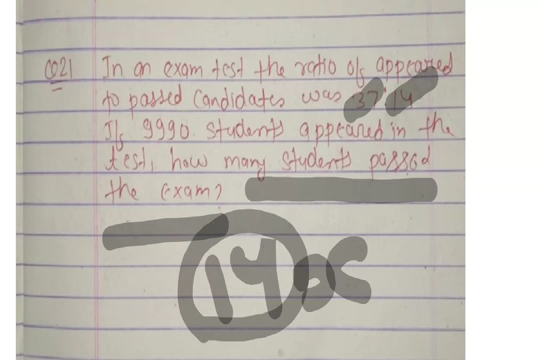 Q21 In an exam test the ratio of appeared
to passed candidates was 37 14
If 9990 students appeared in the
test, how many students passed
the exam?
14